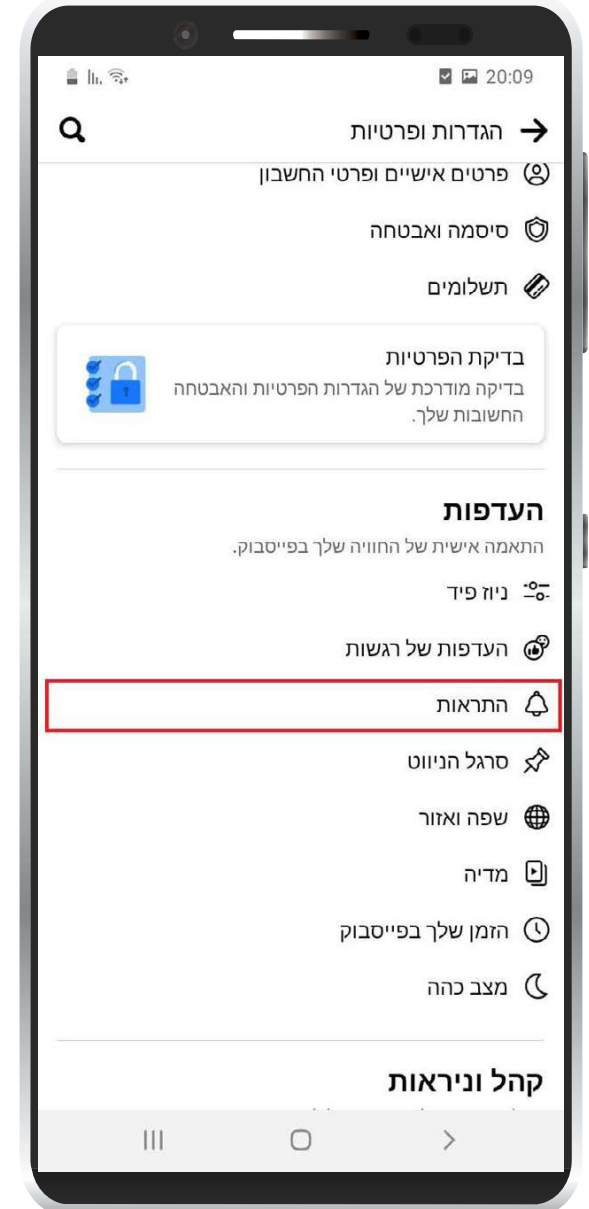 20:09
הגדרות ופרטיות
פרטים אישיים ופרטי החשבון
סיסמה ואבטחה
תשלומים
בדיקת הפרטיות
בדיקה מודרכת של הגדרות הפרטיות והאבטחה
החשובות שלך.
העדפות
התאמה אישית של החוויה שלך בפייסבוק.
ניוז פיד
העדפות של רגשות
התראות
סרגל הניווט
שפה ואזור
מדיה
הזמן שלך בפייסבוק
מצב כהה
קהל וניראות